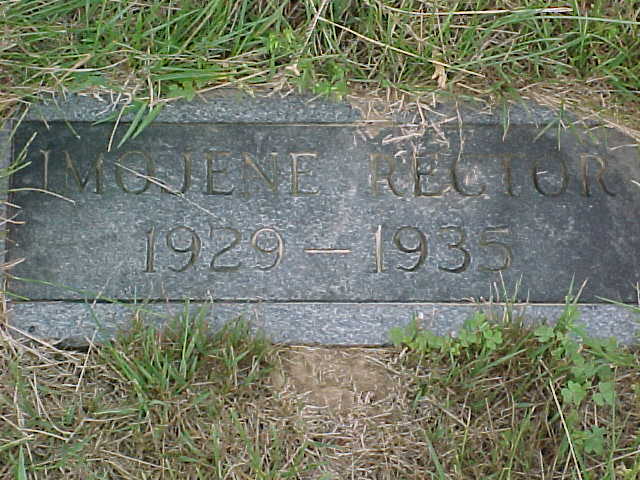 IMOJENE RECTOR
1929 — 1935